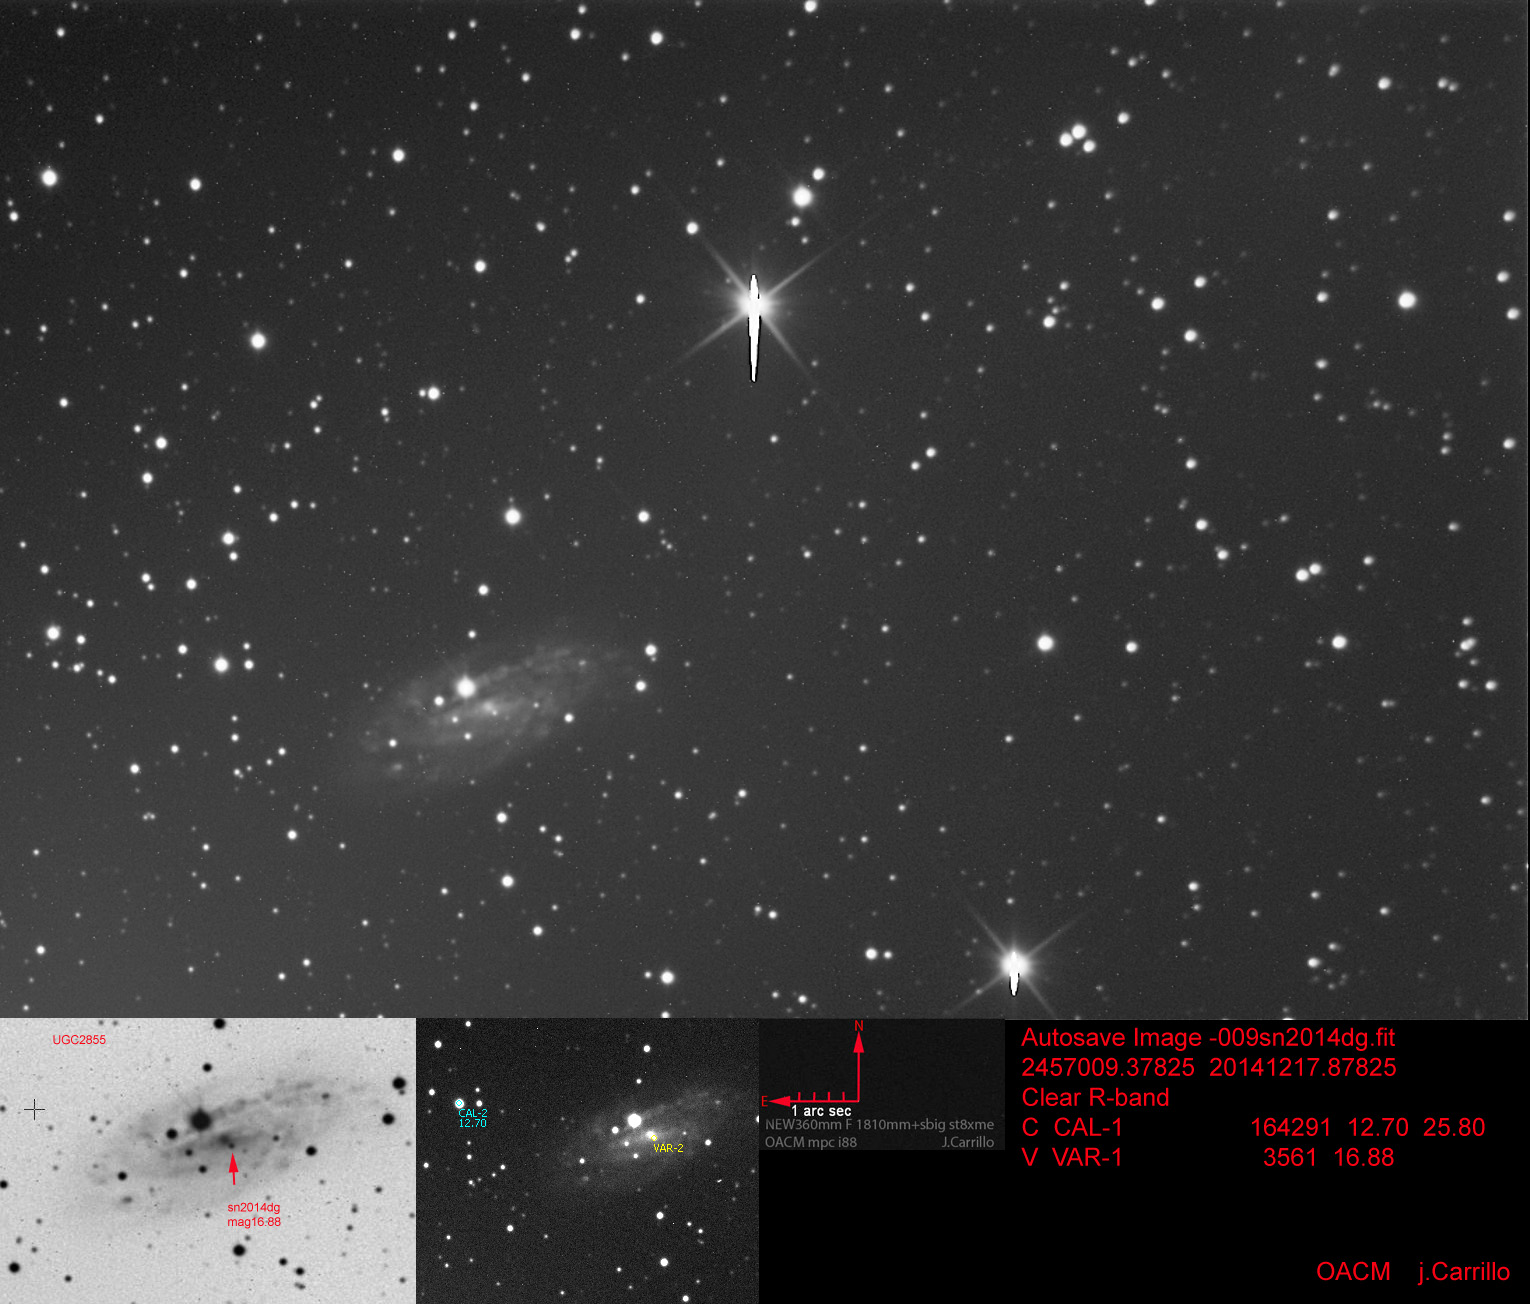 UGC2855
sn2014dg
mag16.88
CAL-2
12.70
VAR-2
N
E
1 arc sec
NEW360mm F 1810mm+sbig st8xme
OACM mpc i88 J.Carrillo
Autosave Image -009sn2014dg.fit
2457009.37825 20141217.87825
Clear R-band
C CAL-1 164291 12.70 25.80
V VAR-1 3561 16.88
OACM j.Carrillo